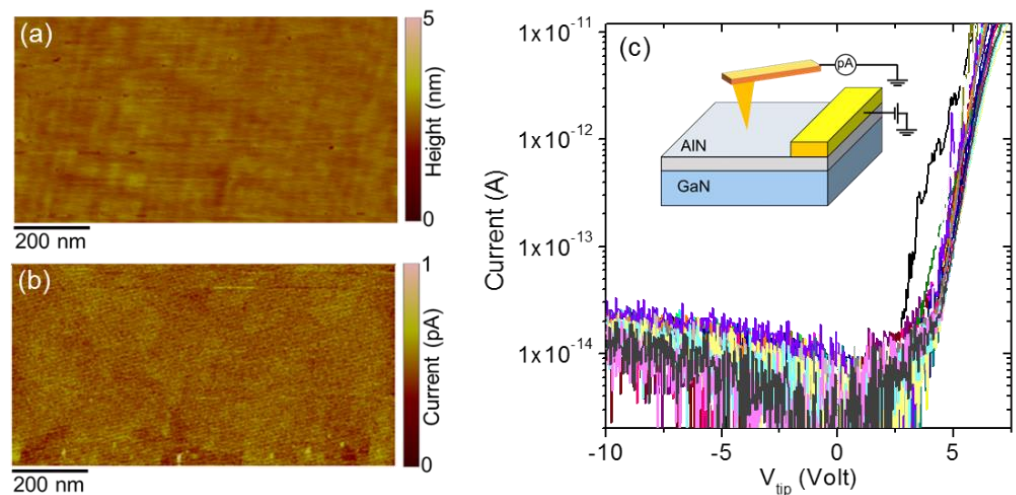 (a)
5
Height (nm)
0
200 nm
(b)
1
Current (pA)
0
200 nm
(c)
1x10⁻¹¹
1x10⁻¹²
1x10⁻¹³
1x10⁻¹⁴
Current (A)
pA
AlN
GaN
-10 -5 0 5
V_tip (Volt)